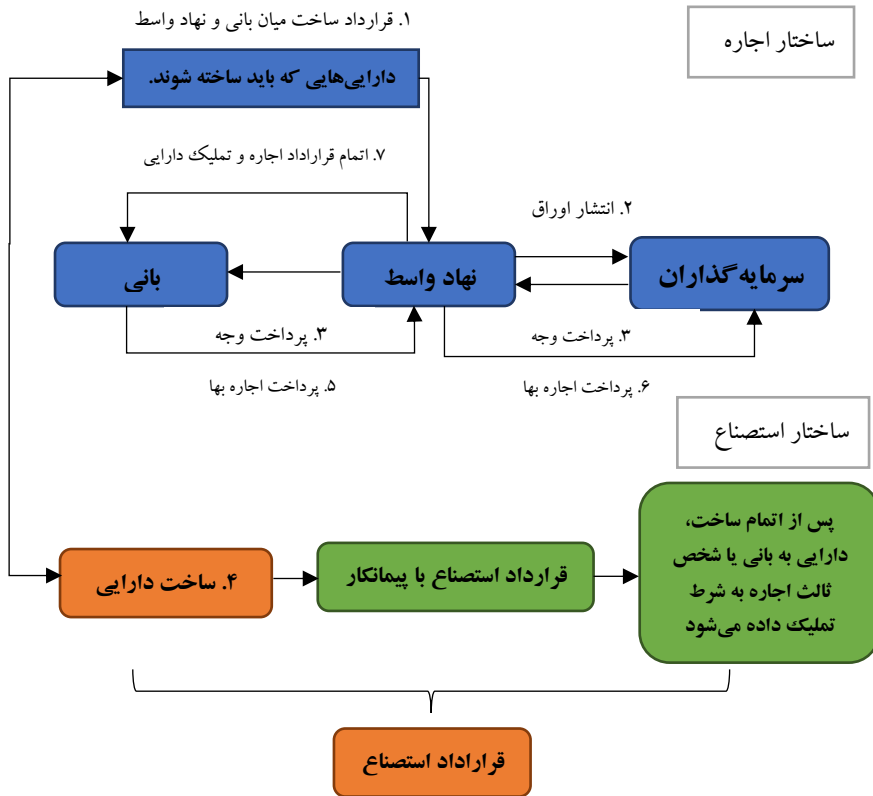 ساختار اجاره
۱. قرارداد ساخت میان بانی و نهاد واسط
دارایی‌هایی که باید ساخته شوند.
۷. اتمام قراراداد اجاره و تملیک دارایی
۲. انتشار اوراق
سرمایه‌گذاران
نهاد واسط
بانی
۳. پرداخت وجه
۳. پرداخت وجه
۶. پرداخت اجاره بها
۵. پرداخت اجاره بها
ساختار استصناع
۴. ساخت دارایی
قرارداد استصناع با پیمانکار
پس از اتمام ساخت،
دارایی به بانی یا شخص
ثالث اجاره به شرط
تملیک داده می‌شود
قراراداد استصناع